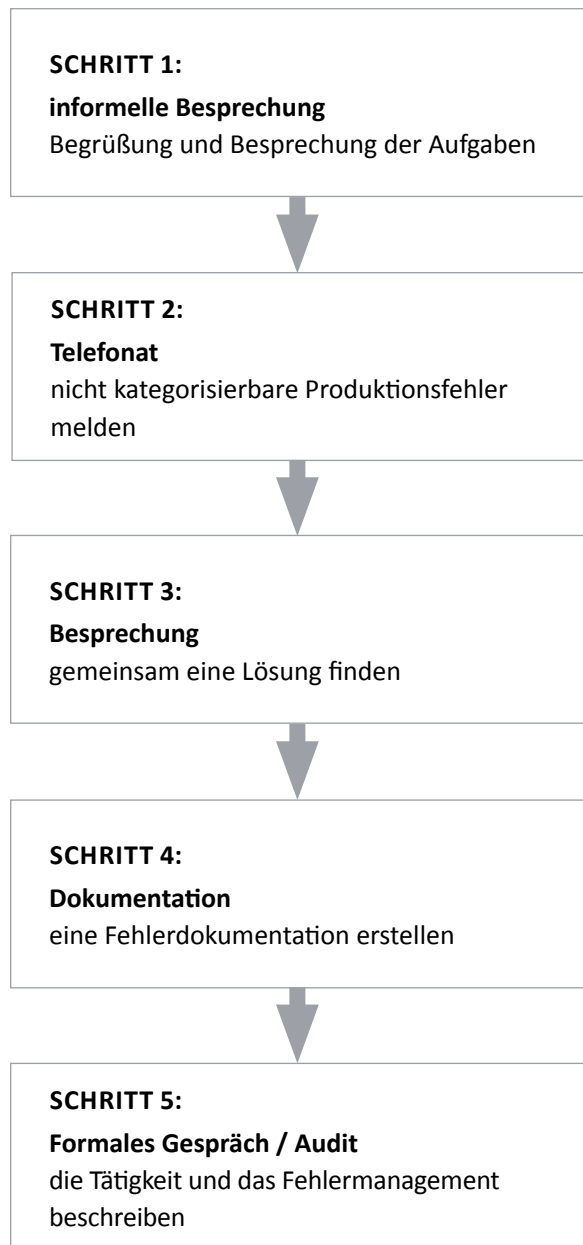 SCHRITT 1:
informelle Besprechung
Begrüßung und Besprechung der Aufgaben
SCHRITT 2:
Telefonat
nicht kategorisierbare Produktionsfehler
melden
SCHRITT 3:
Besprechung
gemeinsam eine Lösung finden
SCHRITT 4:
Dokumentation
eine Fehlerdokumentation erstellen
SCHRITT 5:
Formales Gespräch / Audit
die Tätigkeit und das Fehlermanagement
beschreiben